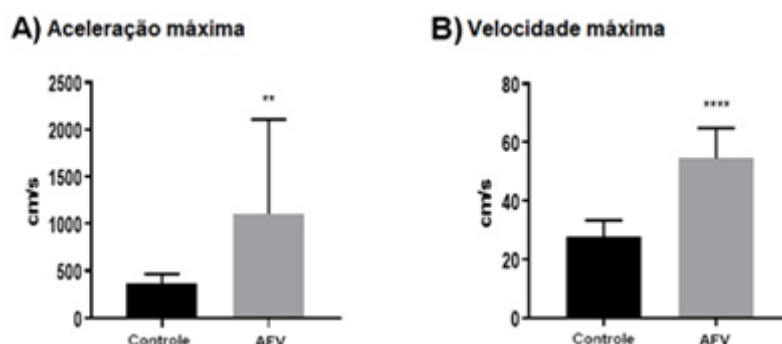 A) Aceleração máxima
2500
2000
1500
1000
500
0
cm/s
**
Controle
AFV
B) Velocidade máxima
80
60
40
20
0
cm/s
****
Controle
AFV